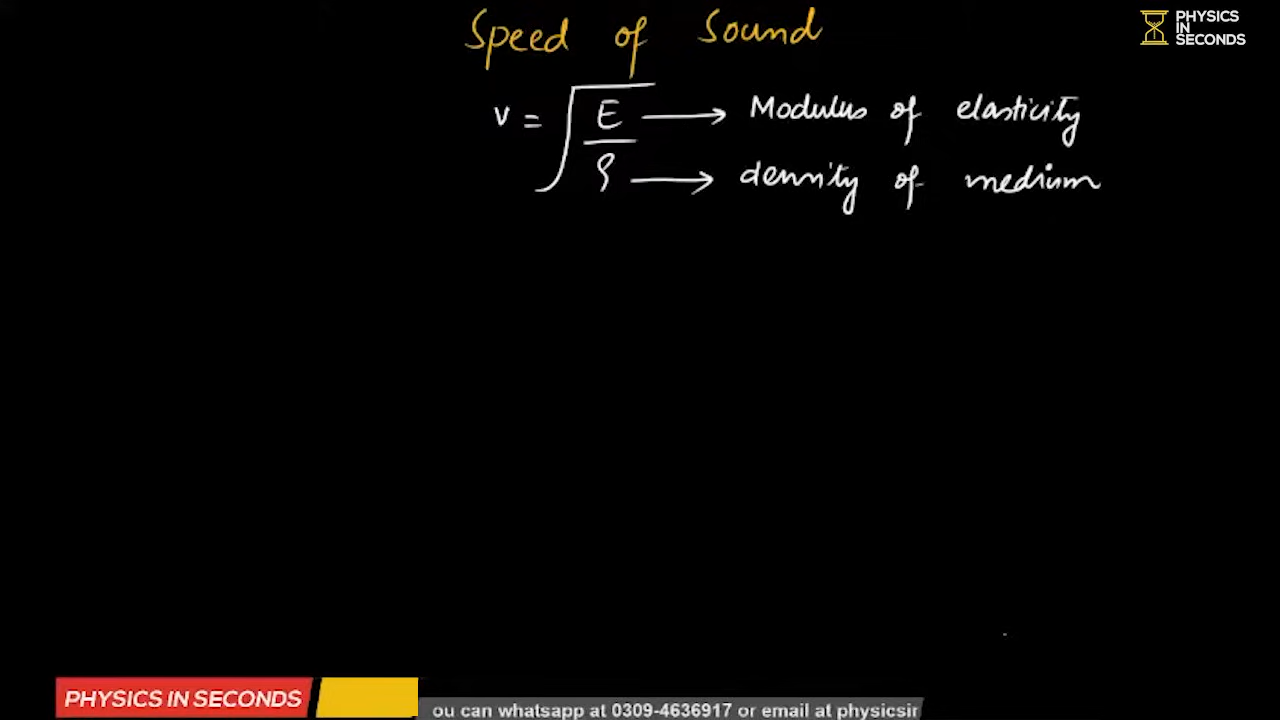 Speed of Sound
PHYSICS
IN
SECONDS
v = √E/ρ
E → Modulus of elasticity
ρ → density of medium
PHYSICS IN SECONDS
ou can whatsapp at 0309-4636917 or email at physicsin